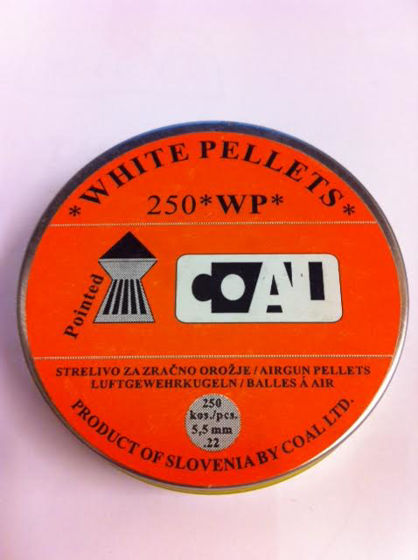 *WHITE PELLETS*
250*WP*
Pointed
COAL
STRELIVO ZA ZRAČNO OROŽJE / AIRGUN PELLETS
LUFTGEWEHRKUGELN / BALLES Á AIR
250
kos./pcs.
5,5 mm
.22
PRODUCT OF SLOVENIA BY COAL LTD.